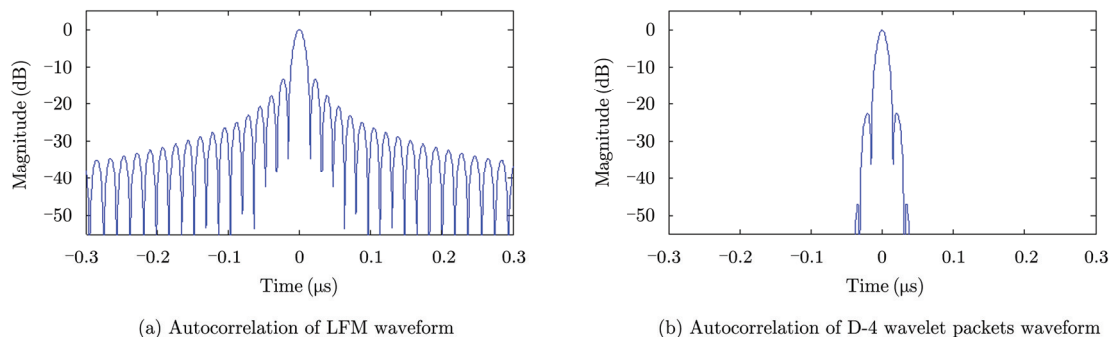 0
−10
−20
−30
−40
−50
Magnitude (dB)
−0.3 −0.2 −0.1 0 0.1 0.2 0.3
Time (μs)
(a) Autocorrelation of LFM waveform
0
−10
−20
−30
−40
−50
Magnitude (dB)
−0.3 −0.2 −0.1 0 0.1 0.2 0.3
Time (μs)
(b) Autocorrelation of D-4 wavelet packets waveform